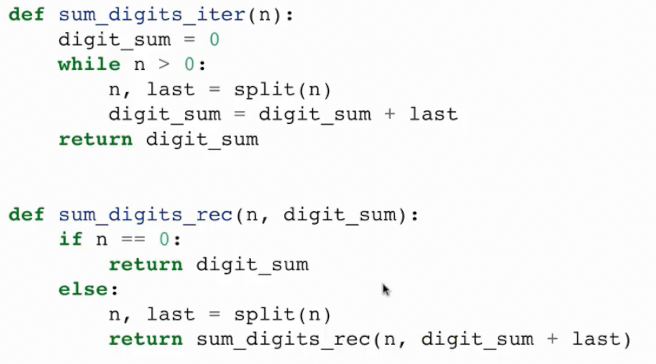 def sum_digits_iter(n):
    digit_sum = 0
    while n > 0:
        n, last = split(n)
        digit_sum = digit_sum + last
    return digit_sum

def sum_digits_rec(n, digit_sum):
    if n == 0:
        return digit_sum
    else:
        n, last = split(n)
        return sum_digits_rec(n, digit_sum + last)